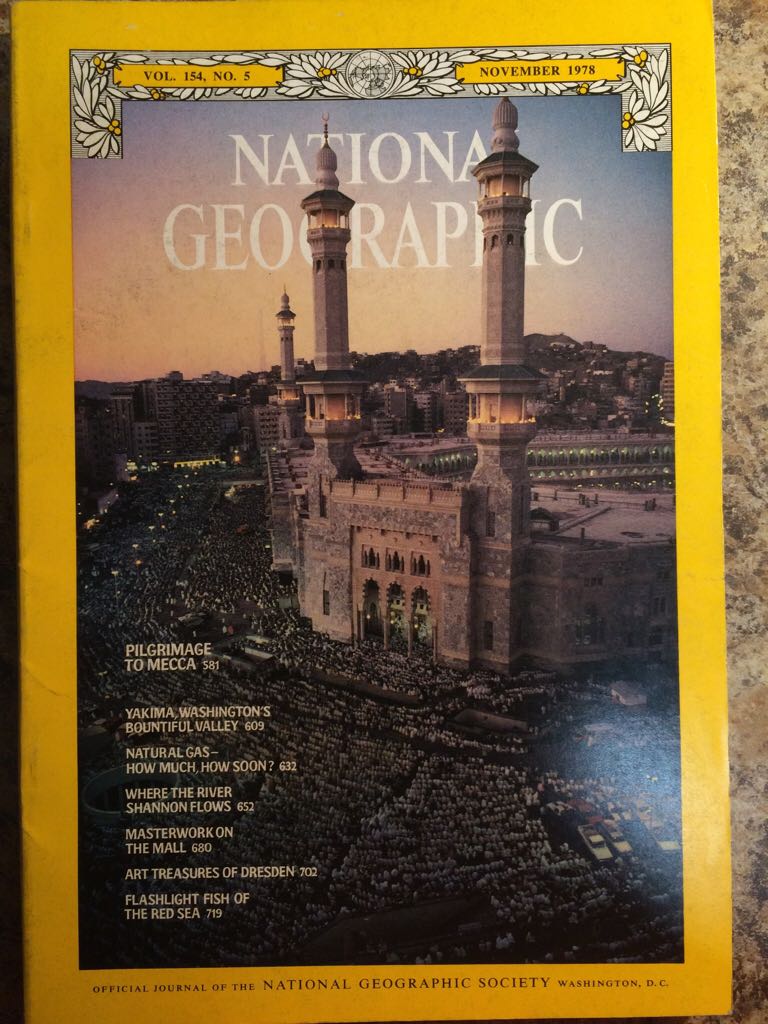 VOL. 154, NO. 5
NOVEMBER 1978
NATIONAL
GEOGRAPHIC
PILGRIMAGE
TO MECCA 581
YAKIMA, WASHINGTON'S
BOUNTIFUL VALLEY 609
NATURAL GAS—
HOW MUCH, HOW SOON? 632
WHERE THE RIVER
SHANNON FLOWS 652
MASTERWORK ON
THE MALL 680
ART TREASURES OF DRESDEN 702
FLASHLIGHT FISH OF
THE RED SEA 719
OFFICIAL JOURNAL OF THE NATIONAL GEOGRAPHIC SOCIETY WASHINGTON, D.C.